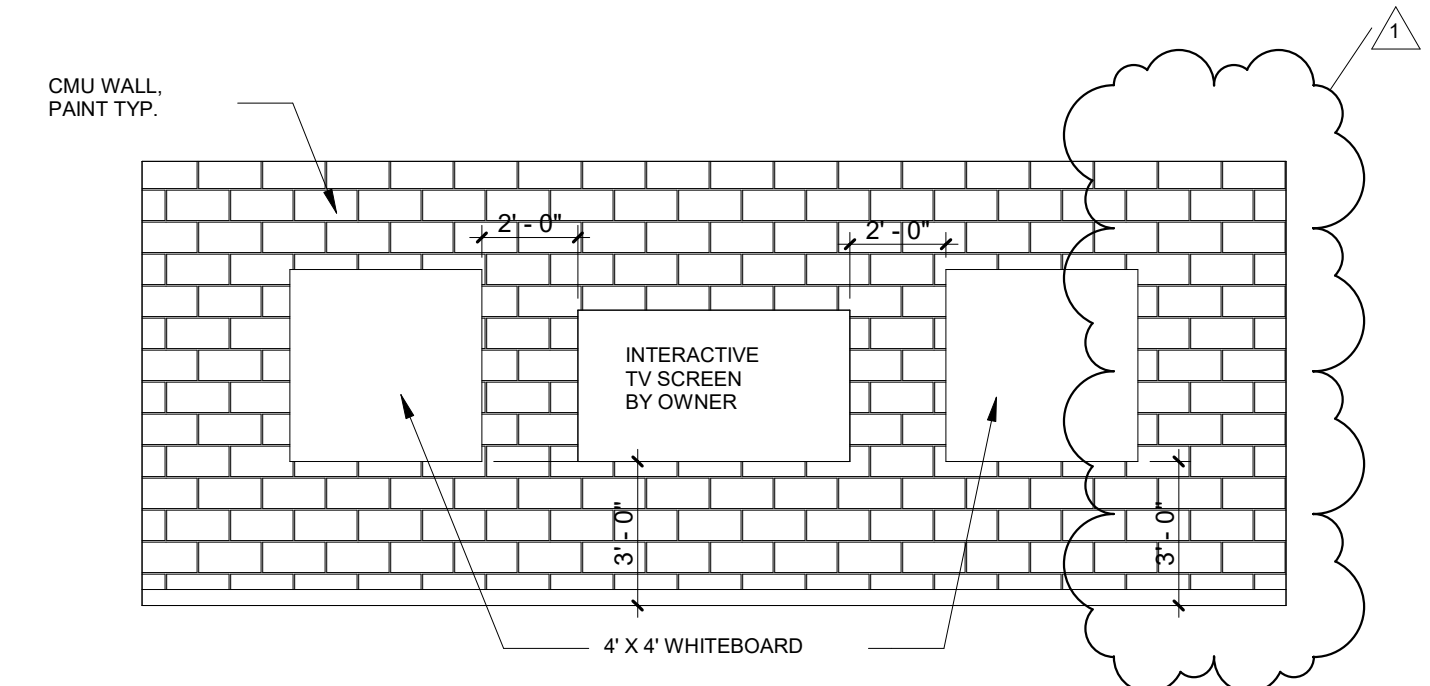 1
CMU WALL,
PAINT TYP.
2' - 0"
2' - 0"
INTERACTIVE
TV SCREEN
BY OWNER
3' - 0"
3' - 0"
4' X 4' WHITEBOARD